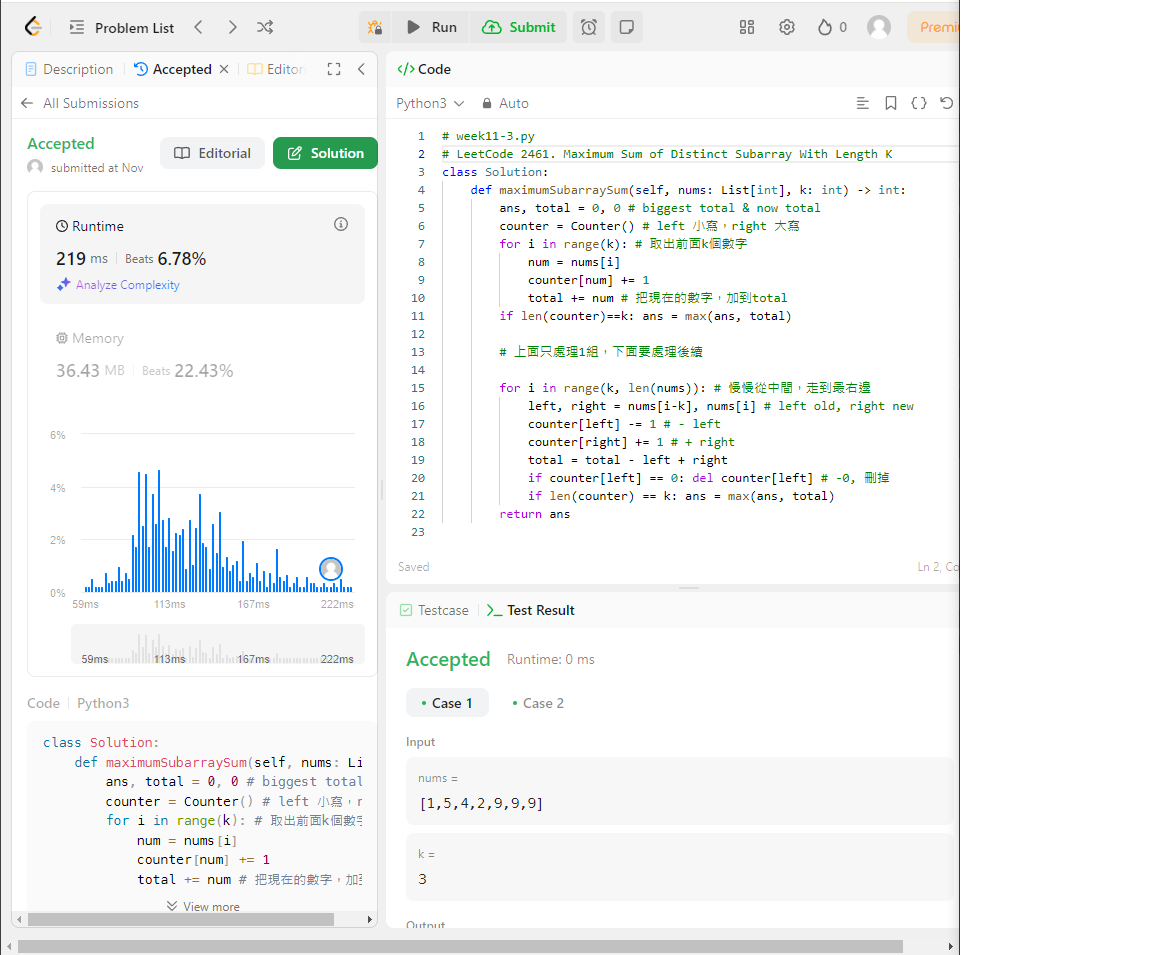 Problem List
Run
Submit
0
Premi
Description
Accepted
Editor
All Submissions
Accepted
submitted at Nov
Editorial
Solution
Runtime
219 ms
Beats 6.78%
Analyze Complexity
Memory
36.43 MB
Beats 22.43%
6%
4%
2%
0%
59ms 113ms 167ms 222ms
59ms 113ms 167ms 222ms
Code Python3
class Solution:
def maximumSubarraySum(self, nums: Li
ans, total = 0, 0 # biggest total
counter = Counter() # left 小寫,r
for i in range(k): # 取出前面k個數字
num = nums[i]
counter[num] += 1
total += num # 把現在的數字,加到
View more
Code
Python3
Auto
1 # week11-3.py
2 # LeetCode 2461. Maximum Sum of Distinct Subarray With Length K
3 class Solution:
4 def maximumSubarraySum(self, nums: List[int], k: int) -> int:
5 ans, total = 0, 0 # biggest total & now total
6 counter = Counter() # left 小寫,right 大寫
7 for i in range(k): # 取出前面k個數字
8 num = nums[i]
9 counter[num] += 1
10 total += num # 把現在的數字,加到total
11 if len(counter)==k: ans = max(ans, total)
12
13 # 上面只處理1組,下面要處理後續
14
15 for i in range(k, len(nums)): # 慢慢從中間,走到最右邊
16 left, right = nums[i-k], nums[i] # left old, right new
17 counter[left] -= 1 # - left
18 counter[right] += 1 # + right
19 total = total - left + right
20 if counter[left] == 0: del counter[left] # -0, 刪掉
21 if len(counter) == k: ans = max(ans, total)
22 return ans
23
Saved
Ln 2, Co
Testcase
Test Result
Accepted
Runtime: 0 ms
Case 1
Case 2
Input
nums =
[1,5,4,2,9,9,9]
k =
3
Output